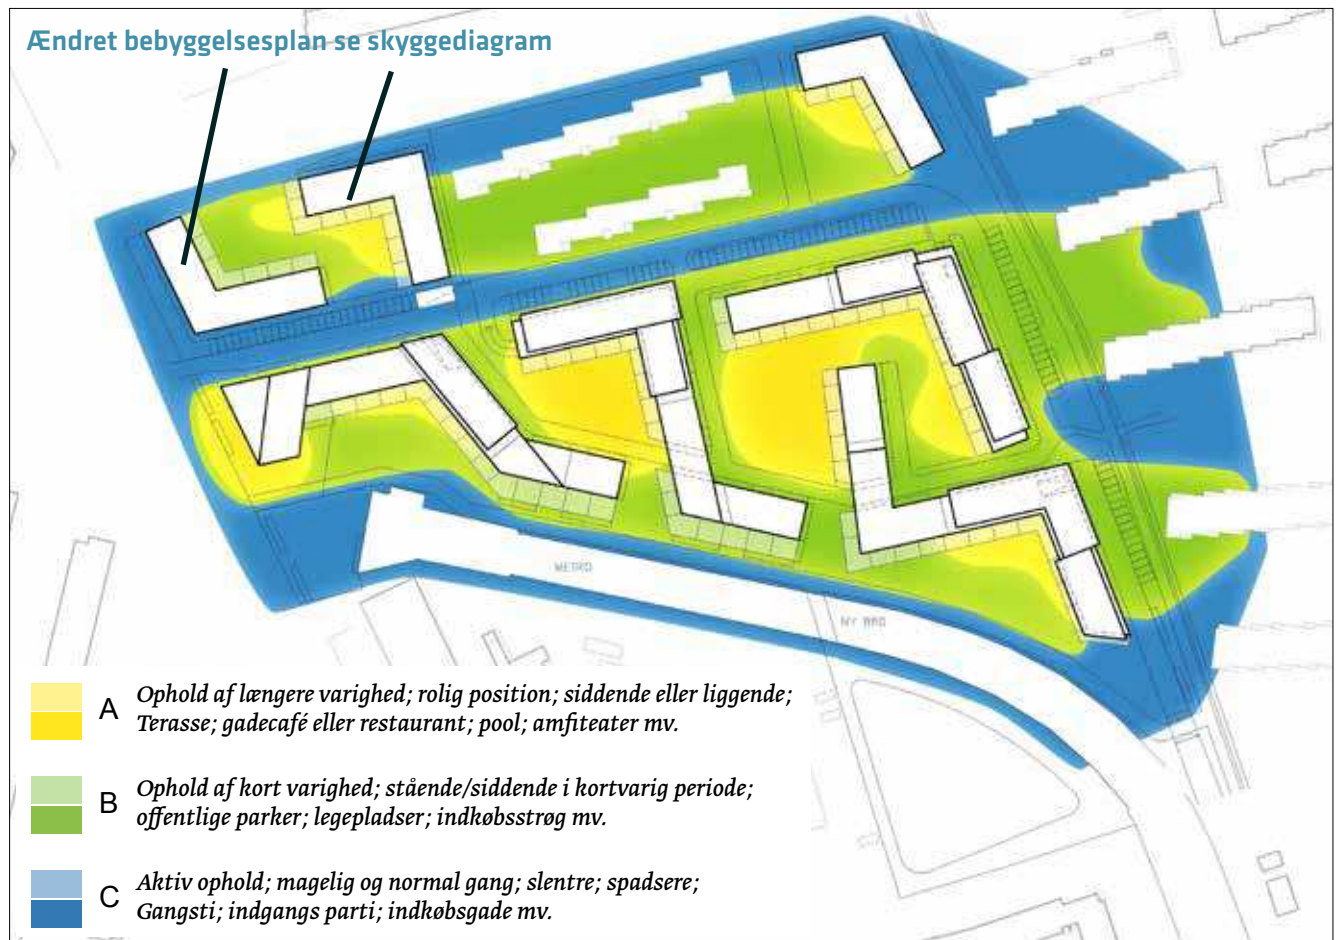 Ændret bebyggelsesplan se skyggediagram
METRO
NY RAD
A
Ophold af længere varighed; rolig position; siddende eller liggende;
Terasse; gadecafé eller restaurant; pool; amfiteater mv.
B
Ophold af kort varighed; stående/siddende i kortvarig periode;
offentlige parker; legepladser; indkøbsstrøg mv.
C
Aktiv ophold; magelig og normal gang; slentre; spadsere;
Gangsti; indgangs parti; indkøbsgade mv.